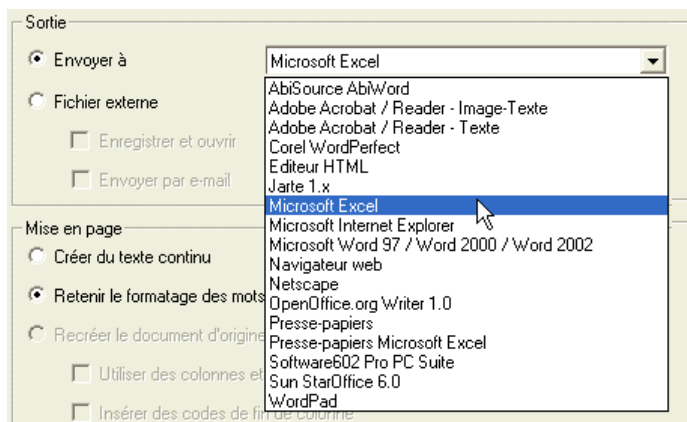 Sortie
Envoyer à
Microsoft Excel
Fichier externe
Enregistrer et ouvrir
Envoyer par e-mail
AbiSource AbiWord
Adobe Acrobat / Reader - Image-Texte
Adobe Acrobat / Reader - Texte
Corel WordPerfect
Editeur HTML
Jarte 1.x
Microsoft Excel
Microsoft Internet Explorer
Microsoft Word 97 / Word 2000 / Word 2002
Navigateur web
Netscape
OpenOffice.org Writer 1.0
Presse-papiers
Presse-papiers Microsoft Excel
Software602 Pro PC Suite
Sun StarOffice 6.0
WordPad
Mise en page
Créer du texte continu
Retenir le formatage des mots
Recréer le document d'origine
Utiliser des colonnes et
Insérer des codes de fin de colonne